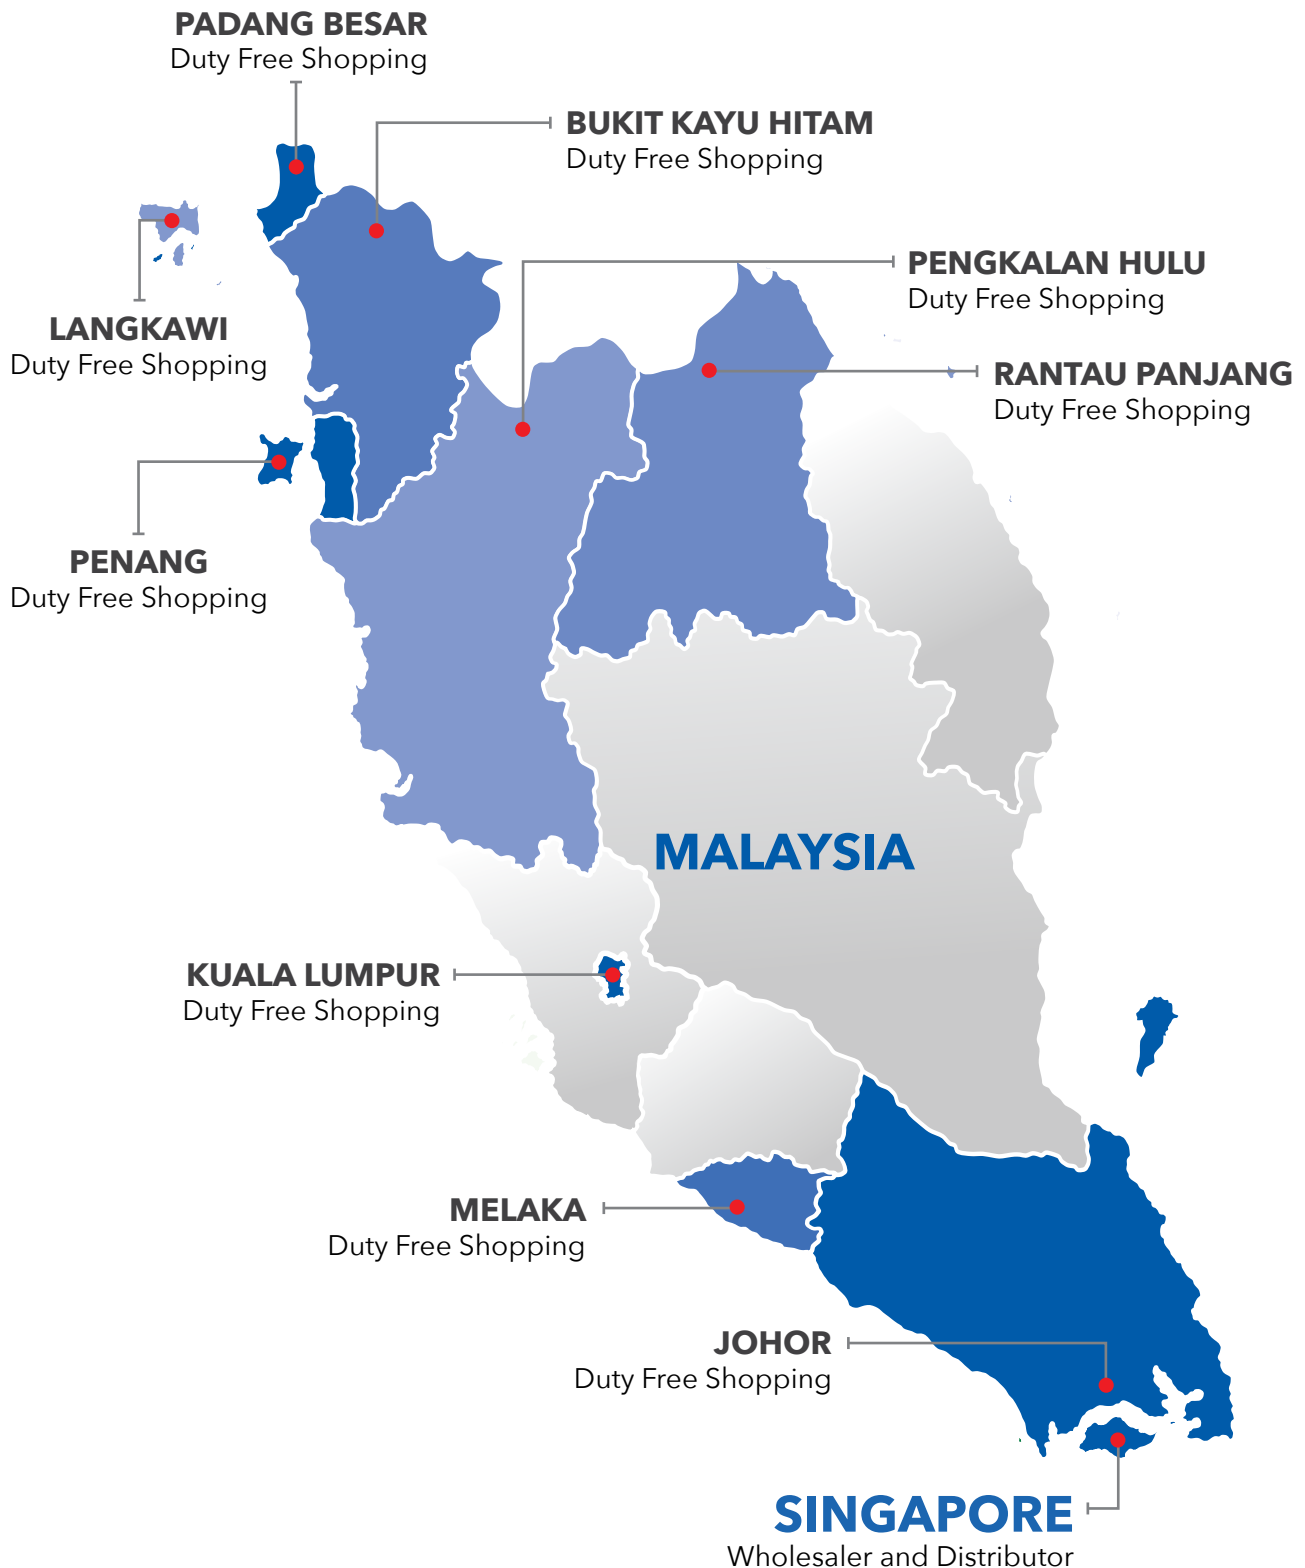 PADANG BESAR
Duty Free Shopping
BUKIT KAYU HITAM
Duty Free Shopping
PENGKALAN HULU
Duty Free Shopping
LANGKAWI
Duty Free Shopping
RANTAU PANJANG
Duty Free Shopping
PENANG
Duty Free Shopping
MALAYSIA
KUALA LUMPUR
Duty Free Shopping
MELAKA
Duty Free Shopping
JOHOR
Duty Free Shopping
SINGAPORE
Wholesaler and Distributor